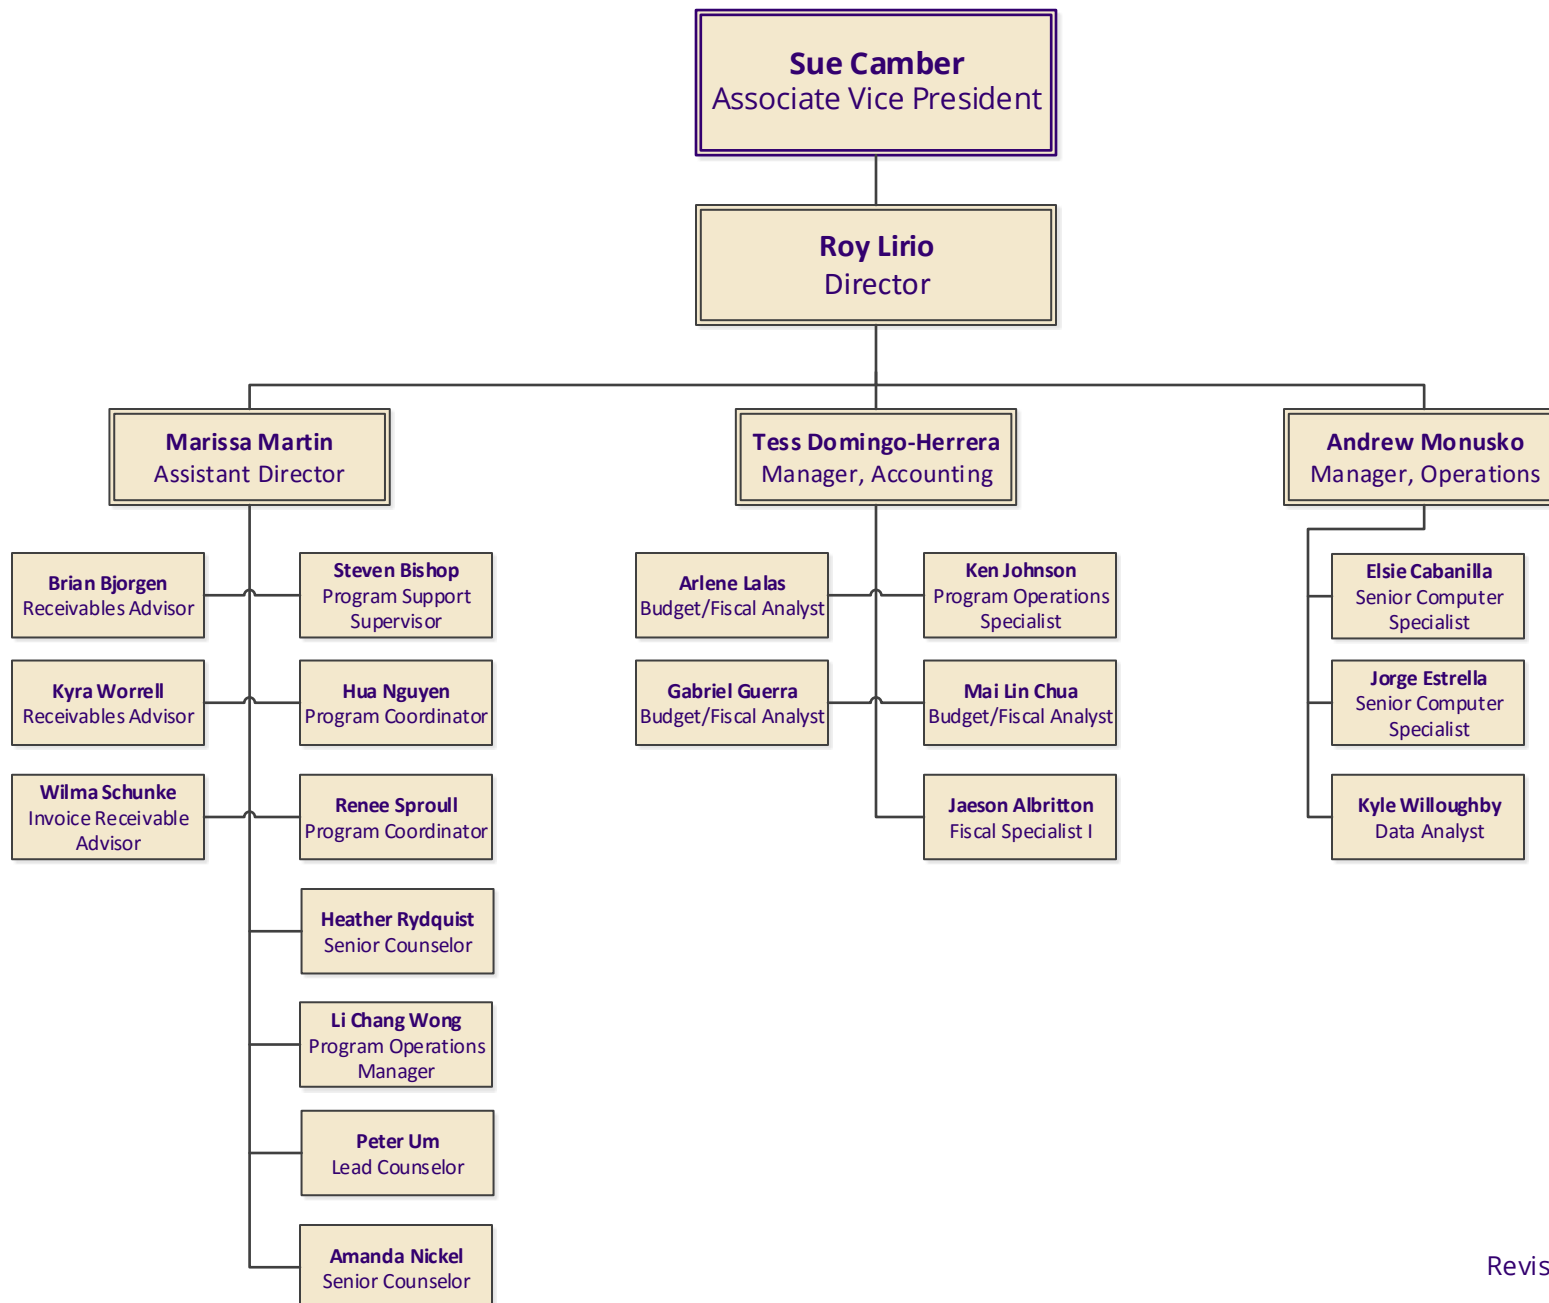 Sue Camber
Associate Vice President
Roy Lirio
Director
Marissa Martin
Assistant Director
Tess Domingo-Herrera
Manager, Accounting
Andrew Monusko
Manager, Operations
Brian Bjorgen
Receivables Advisor
Steven Bishop
Program Support
Supervisor
Kyra Worrell
Receivables Advisor
Hua Nguyen
Program Coordinator
Wilma Schunke
Invoice Receivable
Advisor
Renee Sproull
Program Coordinator
Heather Rydquist
Senior Counselor
Li Chang Wong
Program Operations
Manager
Peter Um
Lead Counselor
Amanda Nickel
Senior Counselor
Arlene Lalas
Budget/Fiscal Analyst
Ken Johnson
Program Operations
Specialist
Gabriel Guerra
Budget/Fiscal Analyst
Mai Lin Chua
Budget/Fiscal Analyst
Jaeson Albritton
Fiscal Specialist I
Elsie Cabanilla
Senior Computer
Specialist
Jorge Estrella
Senior Computer
Specialist
Kyle Willoughby
Data Analyst
Revis